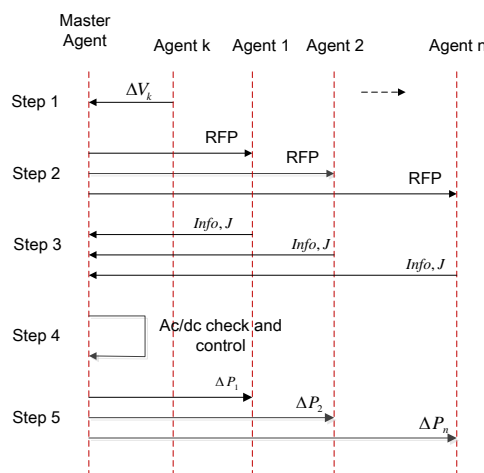 Master
Agent
Agent k
Agent 1
Agent 2
Agent n
Step 1
ΔV_k
RFP
Step 2
RFP
RFP
Step 3
Info, J
Info, J
Info, J
Step 4
Ac/dc check and
control
Step 5
ΔP_1
ΔP_2
ΔP_n